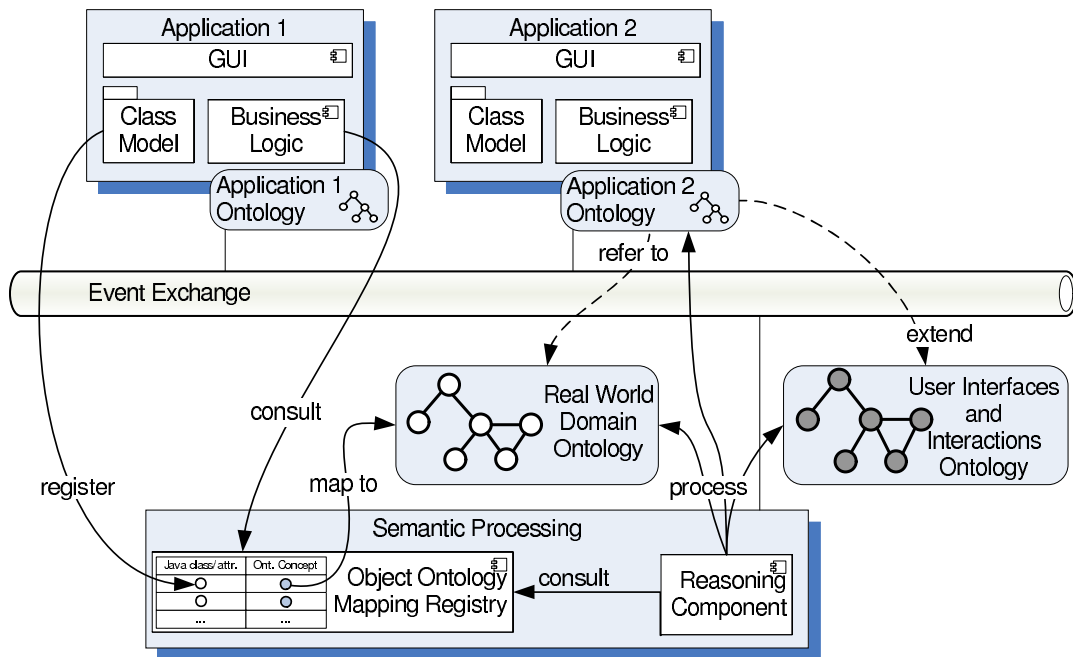 Application 1
GUI
Class
Model
Business
Logic
Application 1
Ontology
Application 2
GUI
Class
Model
Business
Logic
Application 2
Ontology
refer to
Event Exchange
extend
consult
register
map to
process
Real World
Domain
Ontology
User Interfaces
and
Interactions
Ontology
Semantic Processing
Java class/attr.
Ont. Concept
...
...
Object Ontology
Mapping Registry
consult
Reasoning
Component